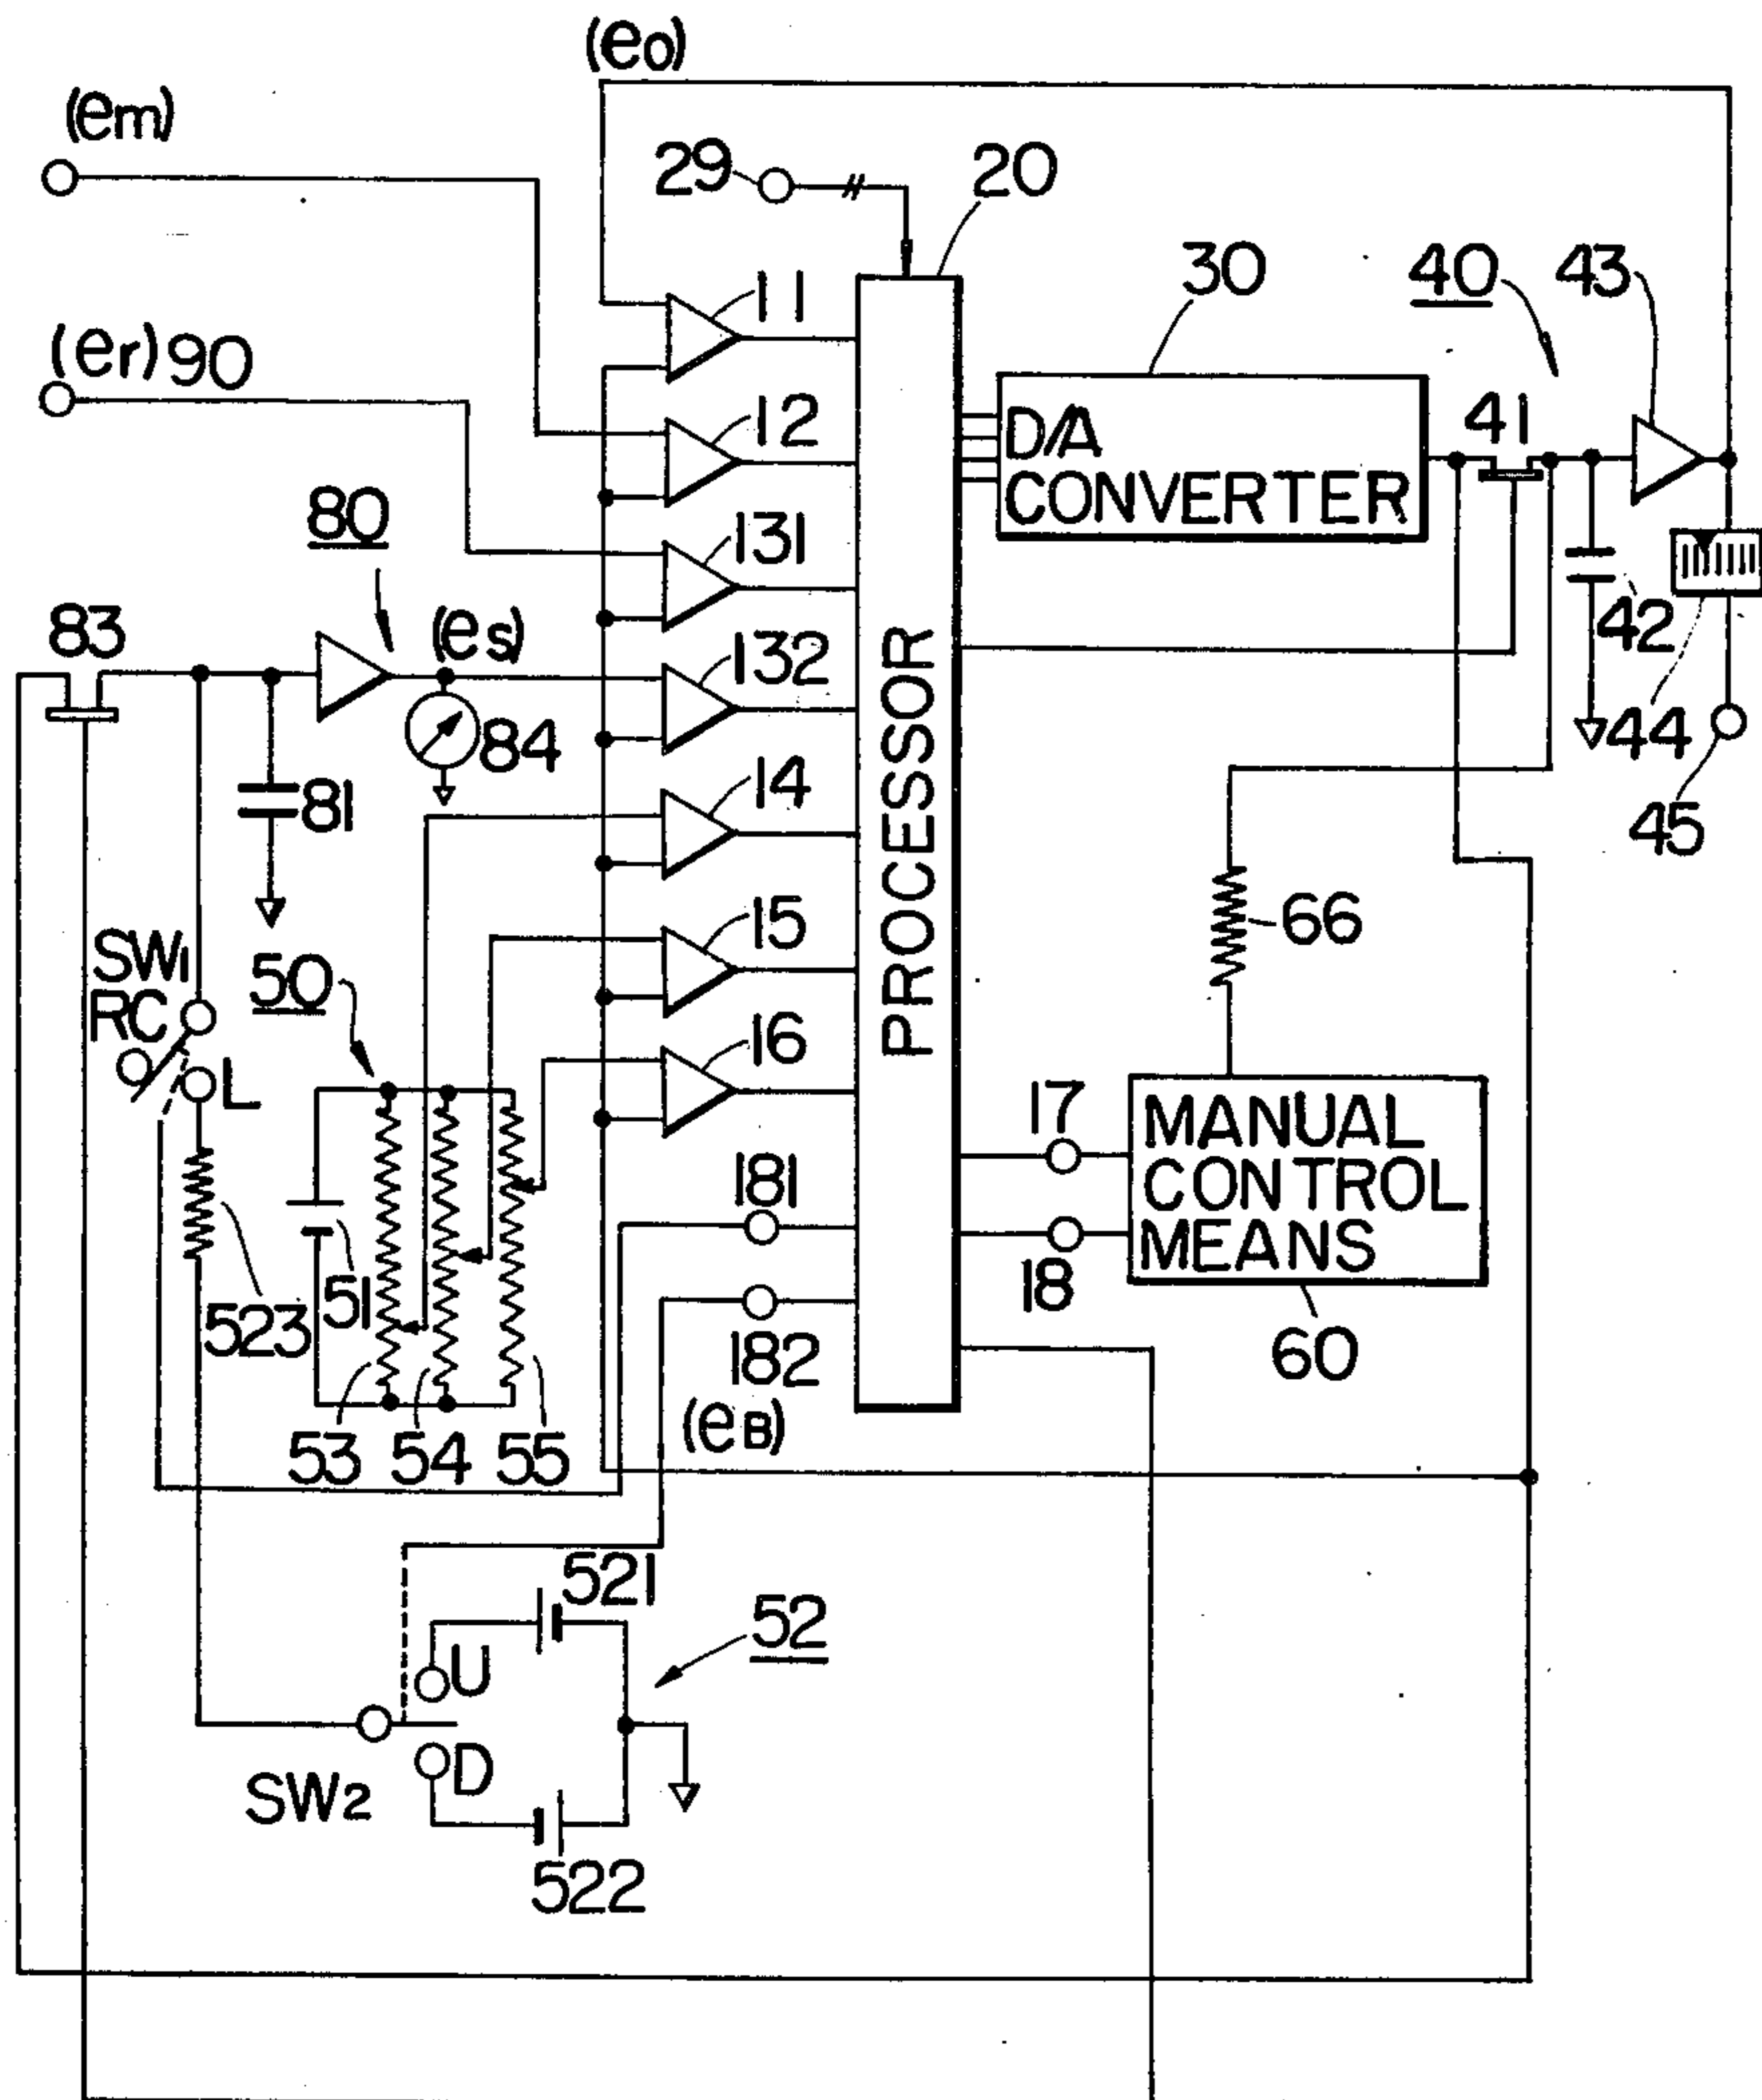 (eo)
(em)
29
20
(er) 90
11
30
40
43
12
D/A
CONVERTER
41
80
131
83
(es)
132
42
84
44
14
81
45
PROCESSOR
15
66
SW1
RC
50
L
16
17
MANUAL
CONTROL
MEANS
181
51
523
18
182
60
(eB)
53
54
55
521
52
U
D
SW2
522